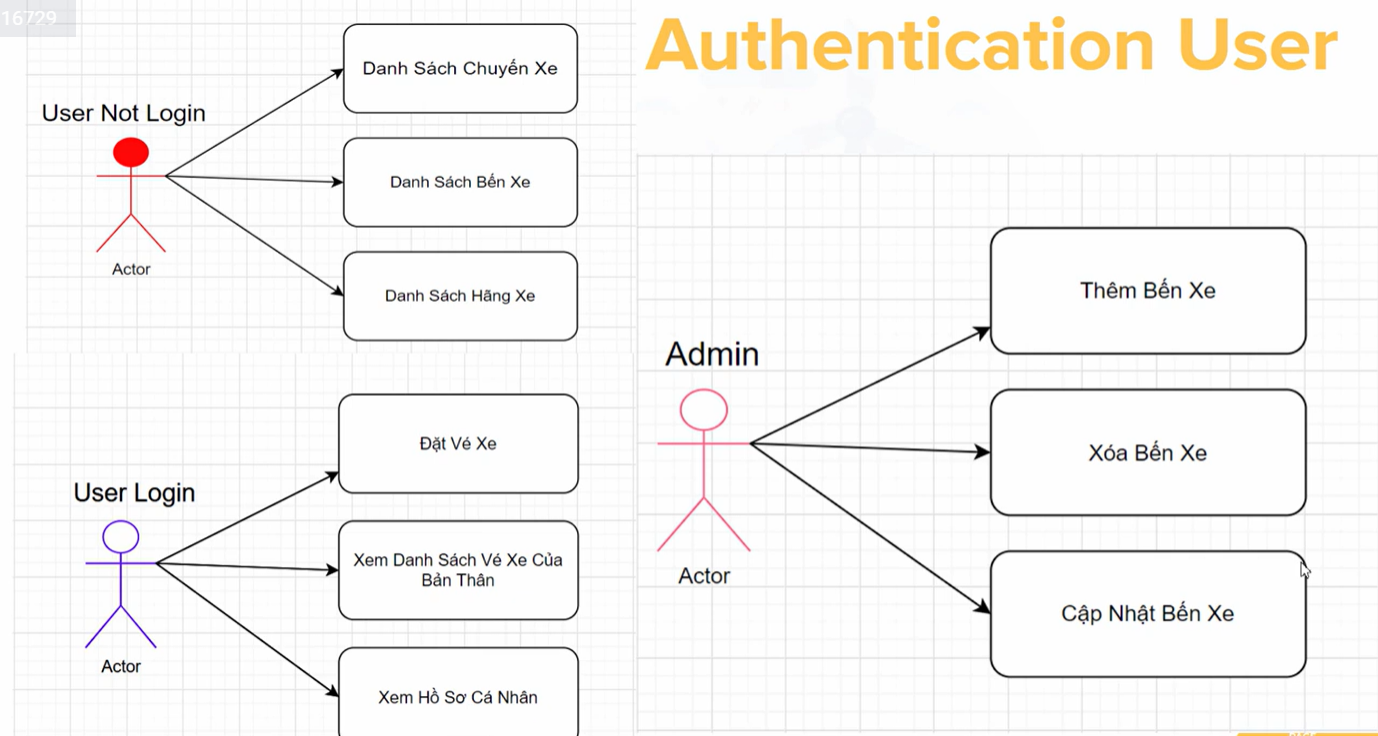 16729
Authentication User
User Not Login
Actor
Danh Sách Chuyến Xe
Danh Sách Bến Xe
Danh Sách Hãng Xe
User Login
Actor
Đặt Vé Xe
Xem Danh Sách Vé Xe Của
Bản Thân
Xem Hồ Sơ Cá Nhân
Admin
Actor
Thêm Bến Xe
Xóa Bến Xe
Cập Nhật Bến Xe